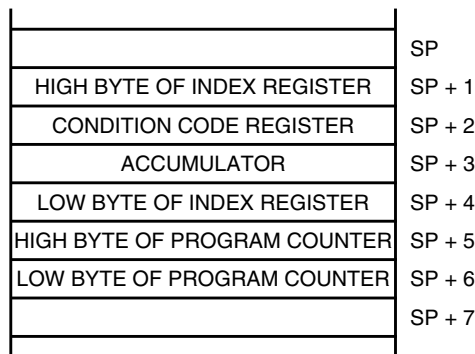 SP
HIGH BYTE OF INDEX REGISTER SP + 1
CONDITION CODE REGISTER SP + 2
ACCUMULATOR SP + 3
LOW BYTE OF INDEX REGISTER SP + 4
HIGH BYTE OF PROGRAM COUNTER SP + 5
LOW BYTE OF PROGRAM COUNTER SP + 6
SP + 7